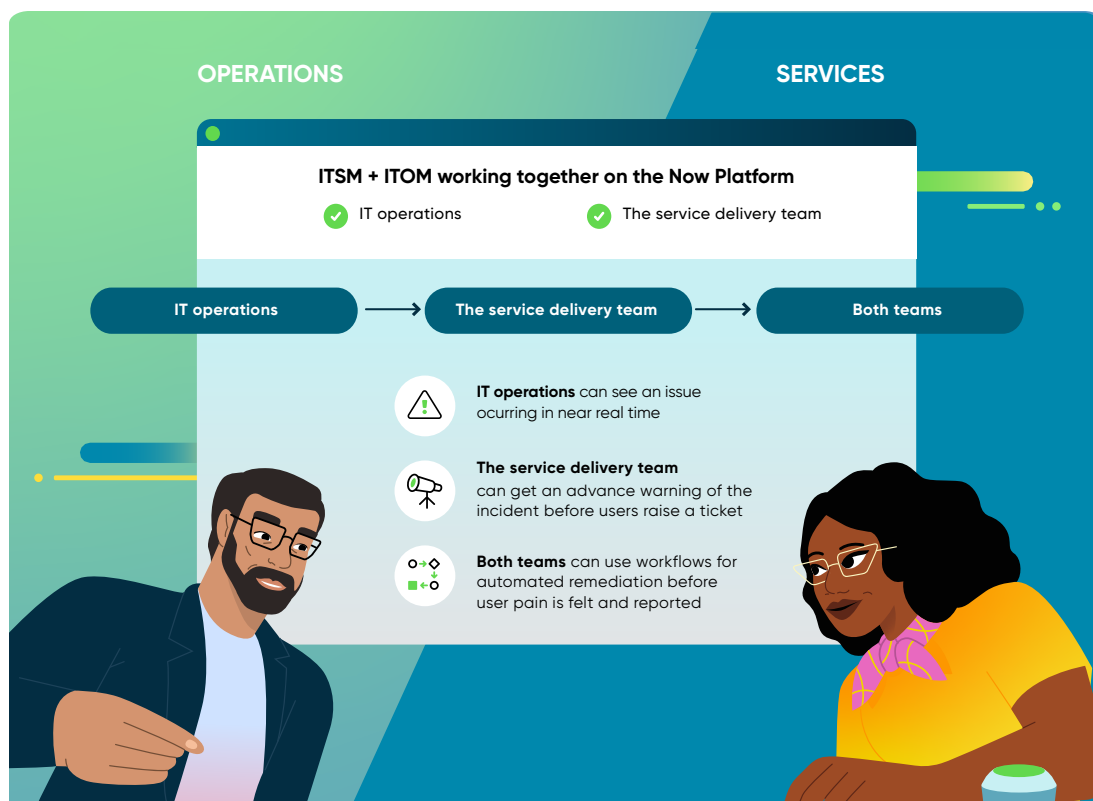 OPERATIONS
SERVICES
ITSM + ITOM working together on the Now Platform
IT operations
The service delivery team
IT operations
The service delivery team
Both teams
IT operations can see an issue
ocurring in near real time
The service delivery team
can get an advance warning of the
incident before users raise a ticket
Both teams can use workflows for
automated remediation before
user pain is felt and reported